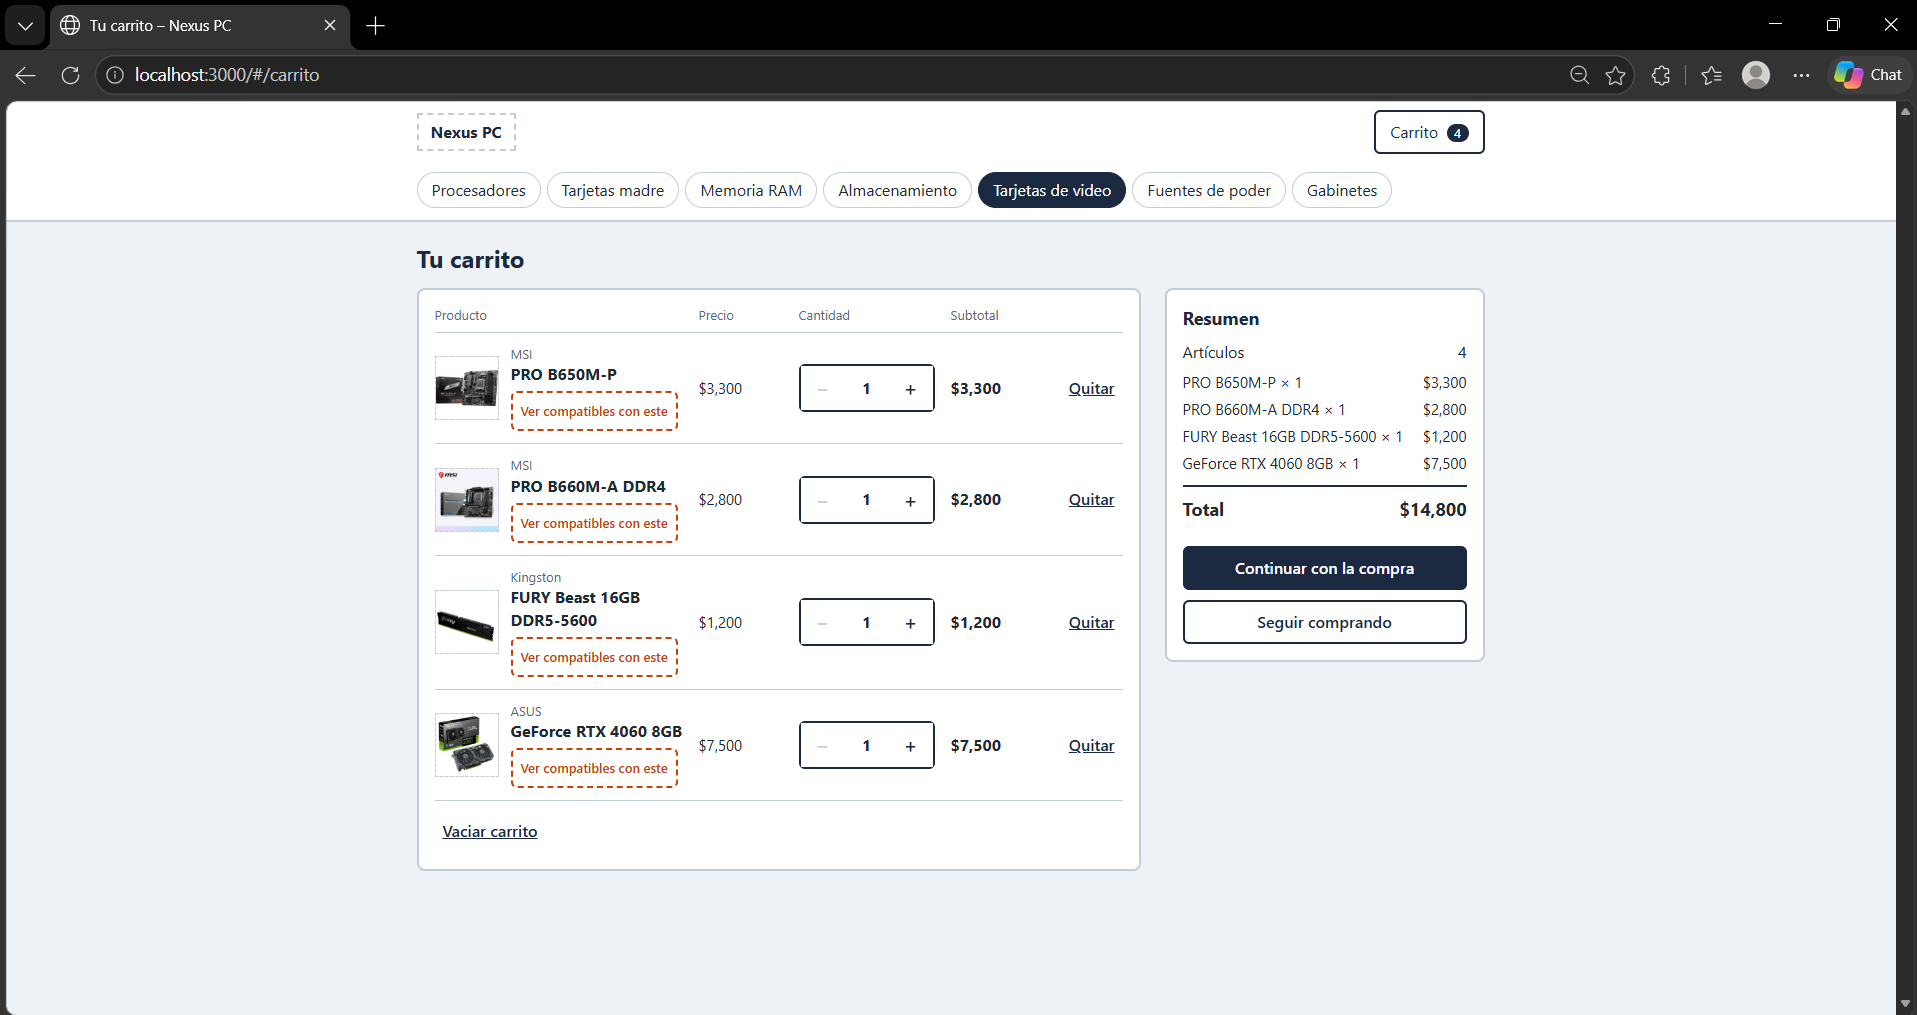 Tu carrito – Nexus PC
localhost:3000/#/carrito
Chat
Nexus PC
Carrito 4
Procesadores Tarjetas madre Memoria RAM Almacenamiento Tarjetas de video Fuentes de poder Gabinetes
Tu carrito
Producto Precio Cantidad Subtotal
MSI
PRO B650M-P
Ver compatibles con este
$3,300 − 1 + $3,300 Quitar
msi
MSI
PRO B660M-A DDR4
Ver compatibles con este
$2,800 − 1 + $2,800 Quitar
Kingston
FURY Beast 16GB
DDR5-5600
Ver compatibles con este
$1,200 − 1 + $1,200 Quitar
ASUS
GeForce RTX 4060 8GB
Ver compatibles con este
$7,500 − 1 + $7,500 Quitar
Vaciar carrito
Resumen
Artículos 4
PRO B650M-P × 1 $3,300
PRO B660M-A DDR4 × 1 $2,800
FURY Beast 16GB DDR5-5600 × 1 $1,200
GeForce RTX 4060 8GB × 1 $7,500
Total $14,800
Continuar con la compra
Seguir comprando